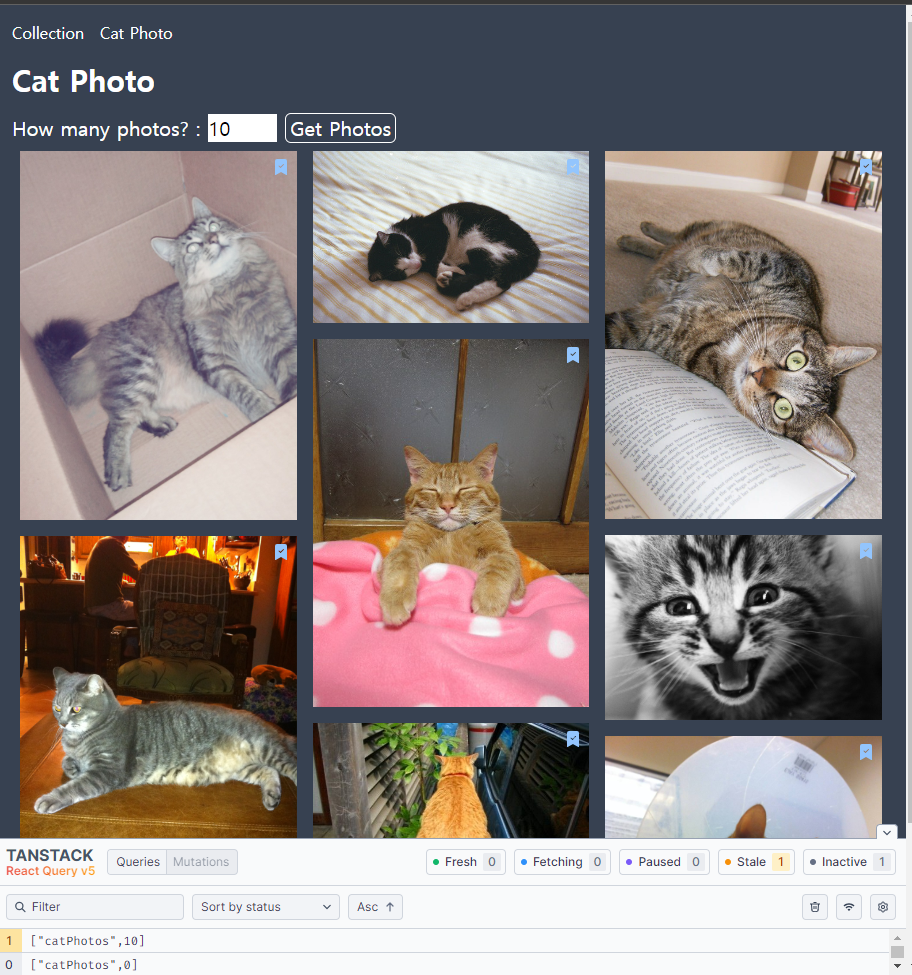 Collection Cat Photo
Cat Photo
How many photos? : 10 Get Photos
TANSTACK
React Query v5
Queries Mutations
Fresh 0 Fetching 0 Paused 0 Stale 1 Inactive 1
Filter Sort by status Asc ↑
1 ["catPhotos",10]
0 ["catPhotos",0]